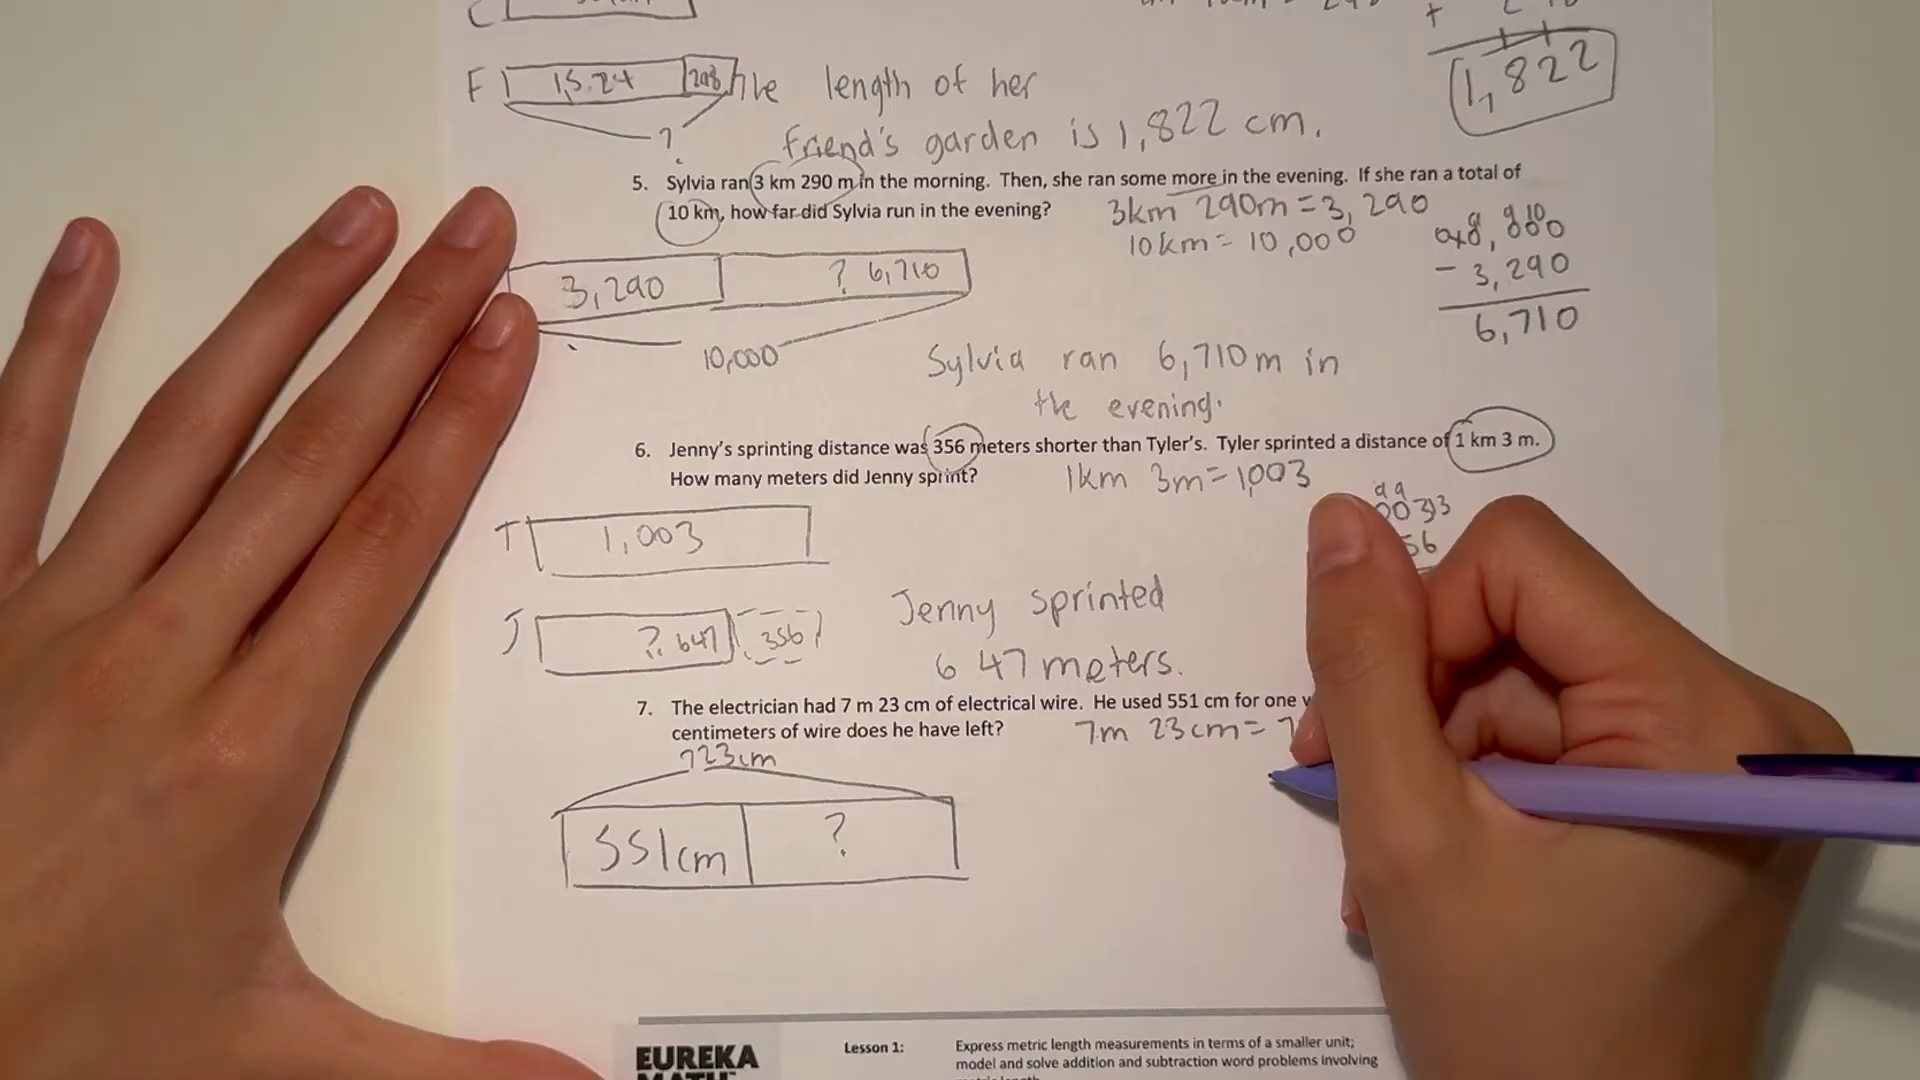 F 15.24 298 The length of her
?
friend's garden is 1,822 cm.
1,822
5. Sylvia ran 3 km 290 m in the morning. Then, she ran some more in the evening. If she ran a total of
10 km, how far did Sylvia run in the evening?
3km 290m = 3,290
10km = 10,000
- 3,290
6,710
3,290 ? 6,710
10,000
Sylvia ran 6,710m in
the evening.
6. Jenny's sprinting distance was 356 meters shorter than Tyler's. Tyler sprinted a distance of 1 km 3 m.
How many meters did Jenny sprint?
1km 3m = 1,003
56
T 1,003
J ? 647 356
Jenny sprinted
647 meters.
7. The electrician had 7 m 23 cm of electrical wire. He used 551 cm for one
centimeters of wire does he have left?
7m 23cm = 7
723cm
551cm ?
EUREKA
MATH™
Lesson 1:
Express metric length measurements in terms of a smaller unit;
model and solve addition and subtraction word problems involving